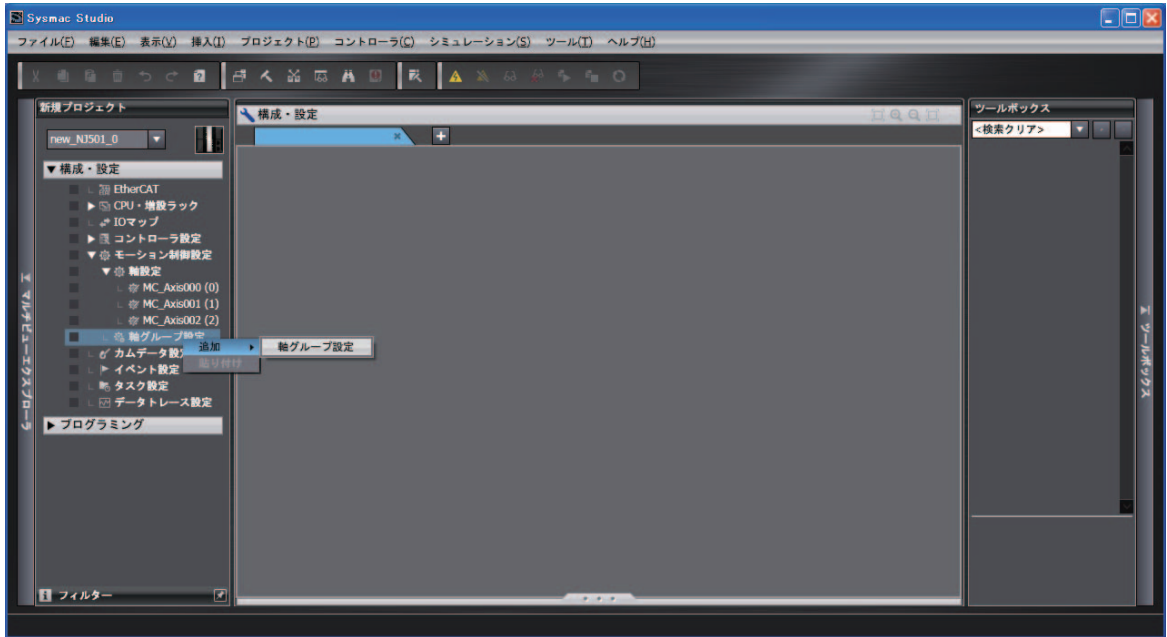 Sysmac Studio
ファイル(F) 編集(E) 表示(V) 挿入(I) プロジェクト(P) コントローラ(C) シミュレーション(S) ツール(T) ヘルプ(H)
新規プロジェクト
new_NJ501_0
構成・設定
EtherCAT
CPU・増設ラック
IOマップ
コントローラ設定
モーション制御設定
軸設定
MC_Axis000 (0)
MC_Axis001 (1)
MC_Axis002 (2)
軸グループ設定
カムデータ設
イベント設定
タスク設定
データトレース設定
プログラミング
フィルター
マルチビューエクスプローラ
追加
貼り付け
軸グループ設定
構成・設定
ツールボックス
<検索クリア>
ツールボックス